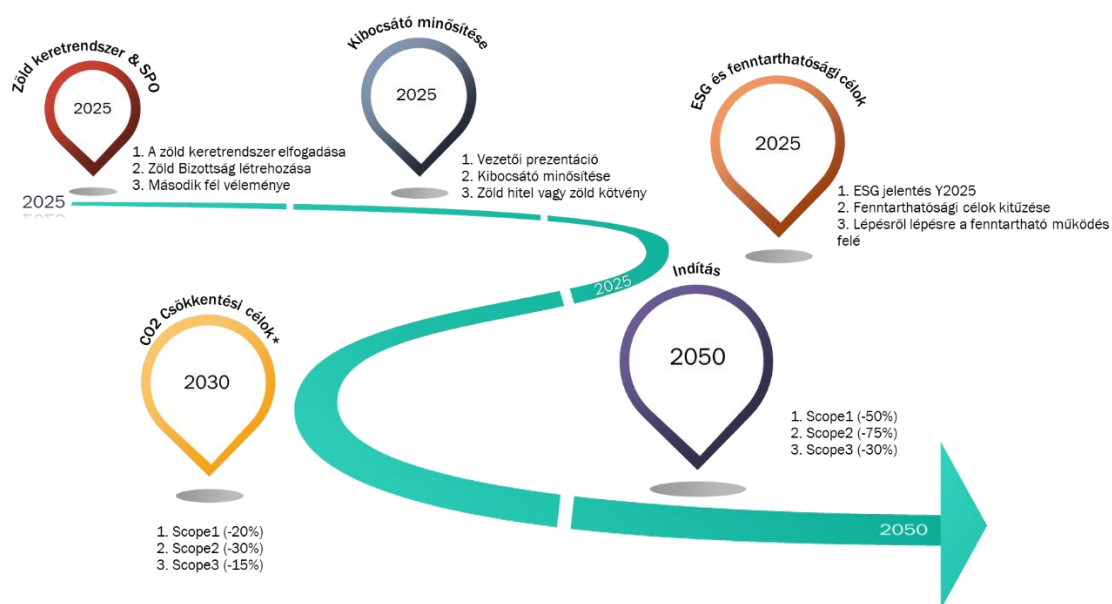 Zöld keretrendszer & SPO
2025
1. A zöld keretrendszer elfogadása
2. Zöld Bizottság létrehozása
3. Második fél véleménye
Kibocsátó minősítése
2025
1. Vezetői prezentáció
2. Kibocsátó minősítése
3. Zöld hitel vagy zöld kötvény
ESG és fenntarthatósági célok
2025
1. ESG jelentés Y2025
2. Fenntarthatósági célok kitűzése
3. Lépésről lépésre a fenntartható működés
felé
2025
2025
CO2 Csökkentési célok*
2030
1. Scope1 (-20%)
2. Scope2 (-30%)
3. Scope3 (-15%)
Indítás
2050
1. Scope1 (-50%)
2. Scope2 (-75%)
3. Scope3 (-30%)
2050